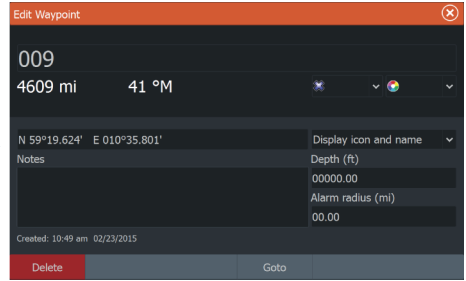 Edit Waypoint
009
4609 mi 41 °M
N 59°19.624' E 010°35.801' Display icon and name
Notes Depth (ft)
00000.00
Alarm radius (mi)
00.00
Created: 10:49 am 02/23/2015
Delete Goto